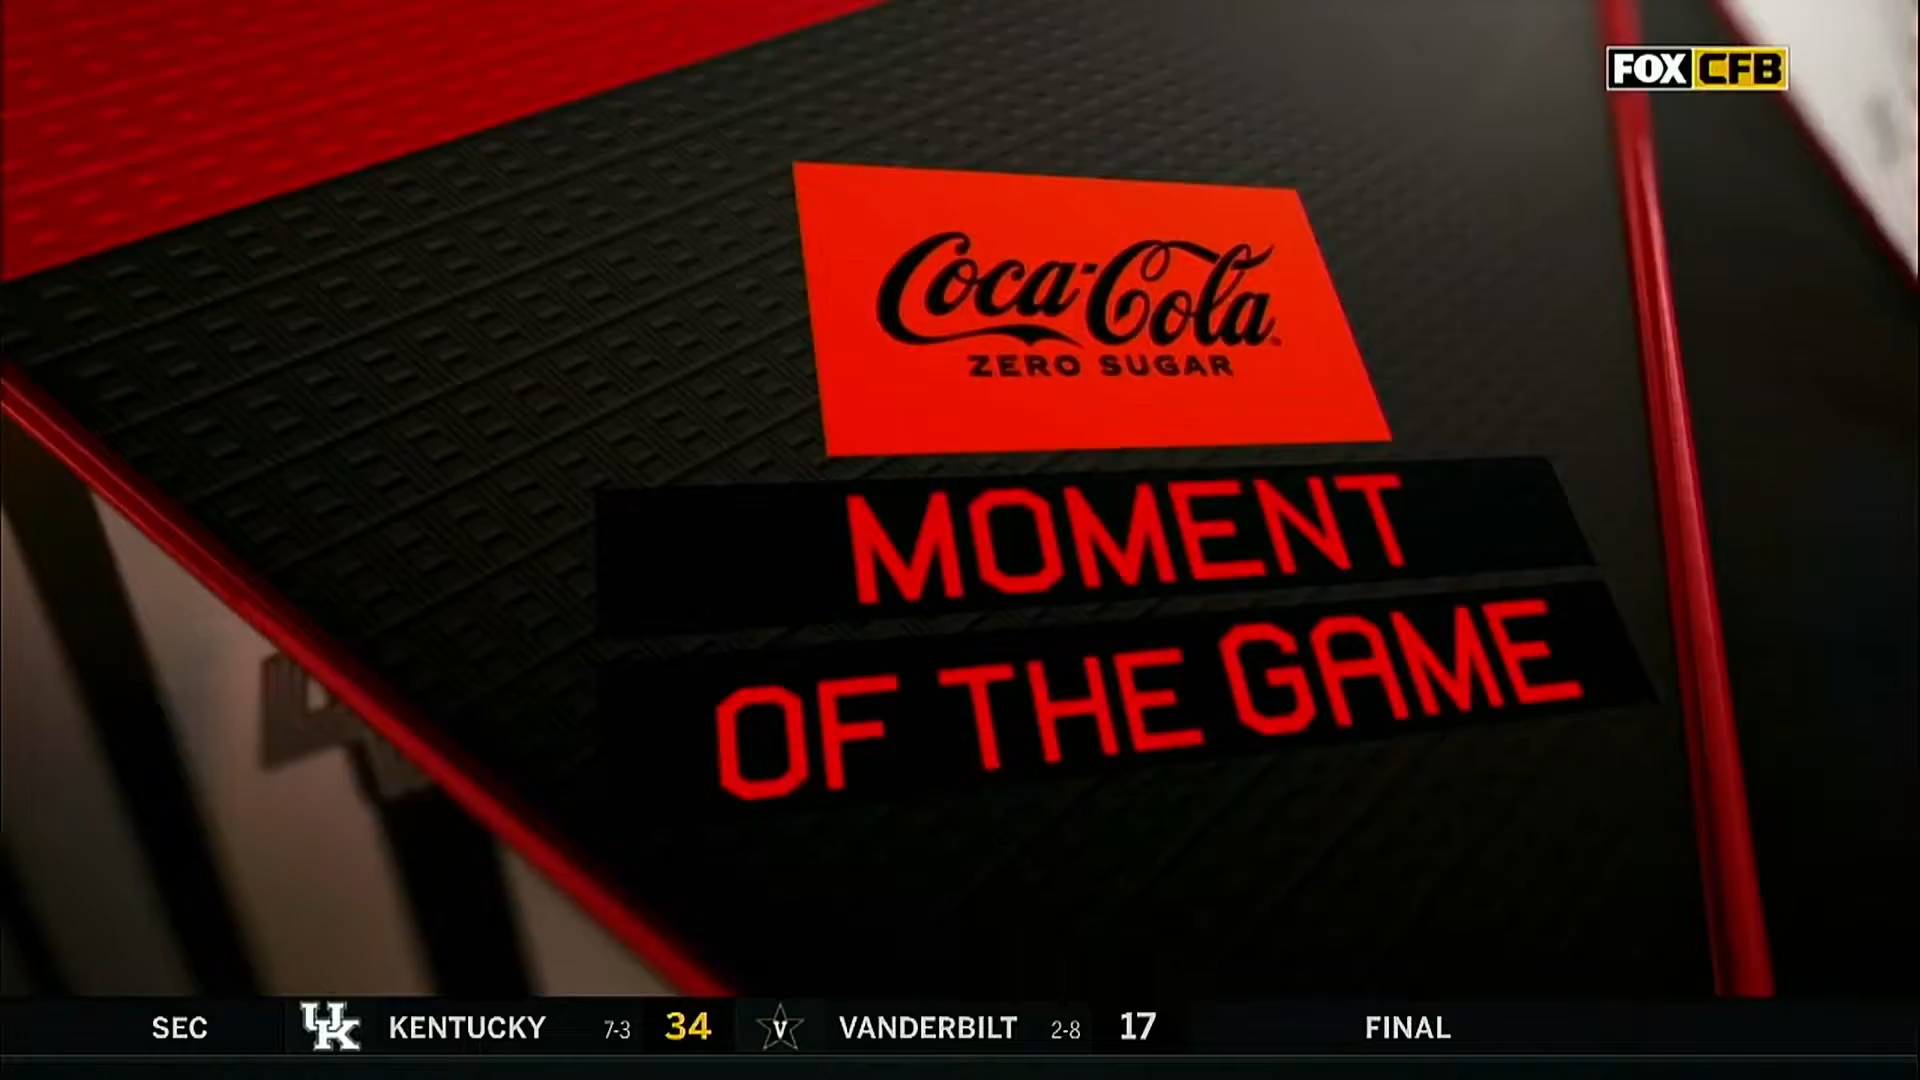 FOX CFB
Coca-Cola
ZERO SUGAR
MOMENT
OF THE GAME
SEC UK KENTUCKY 7-3 34 V VANDERBILT 2-8 17 FINAL